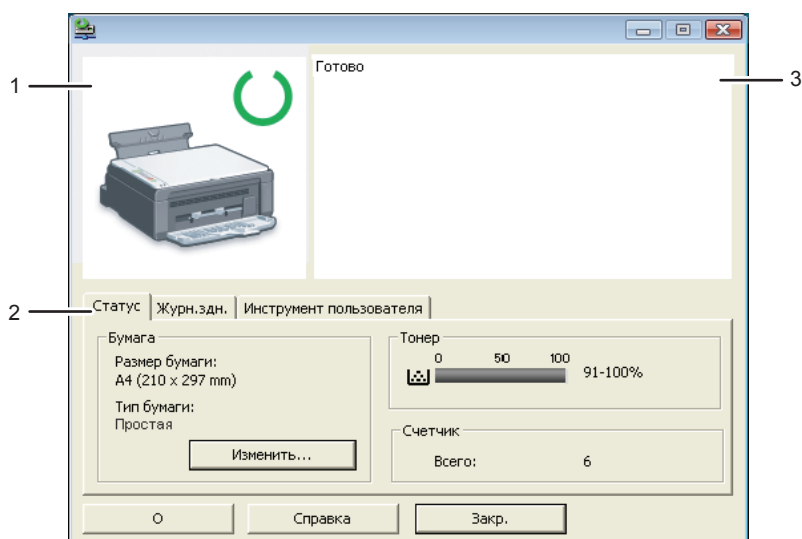 Готово
1
3
2
Статус
Журн.здн.
Инструмент пользователя
Бумага
Размер бумаги:
A4 (210 x 297 mm)
Тип бумаги:
Простая
Изменить...
Тонер
0 50 100
91-100%
Счетчик
Всего: 6
О
Справка
Закр.